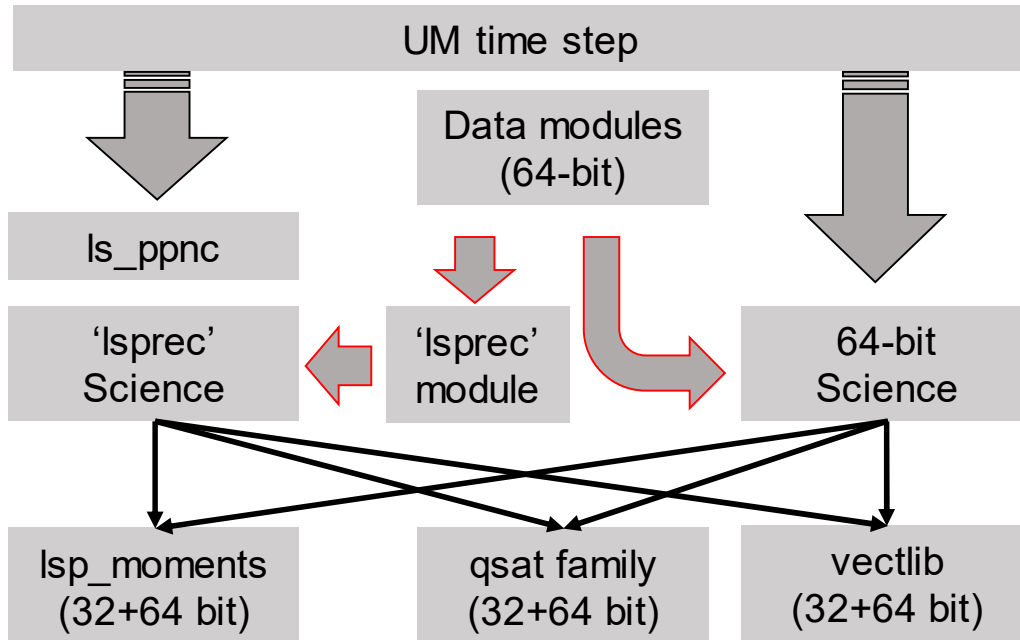 UM time step
Data modules
(64-bit)
ls_ppnc
‘lsprec’
Science
‘lsprec’
module
64-bit
Science
lsp_moments
(32+64 bit)
qsat family
(32+64 bit)
vectlib
(32+64 bit)